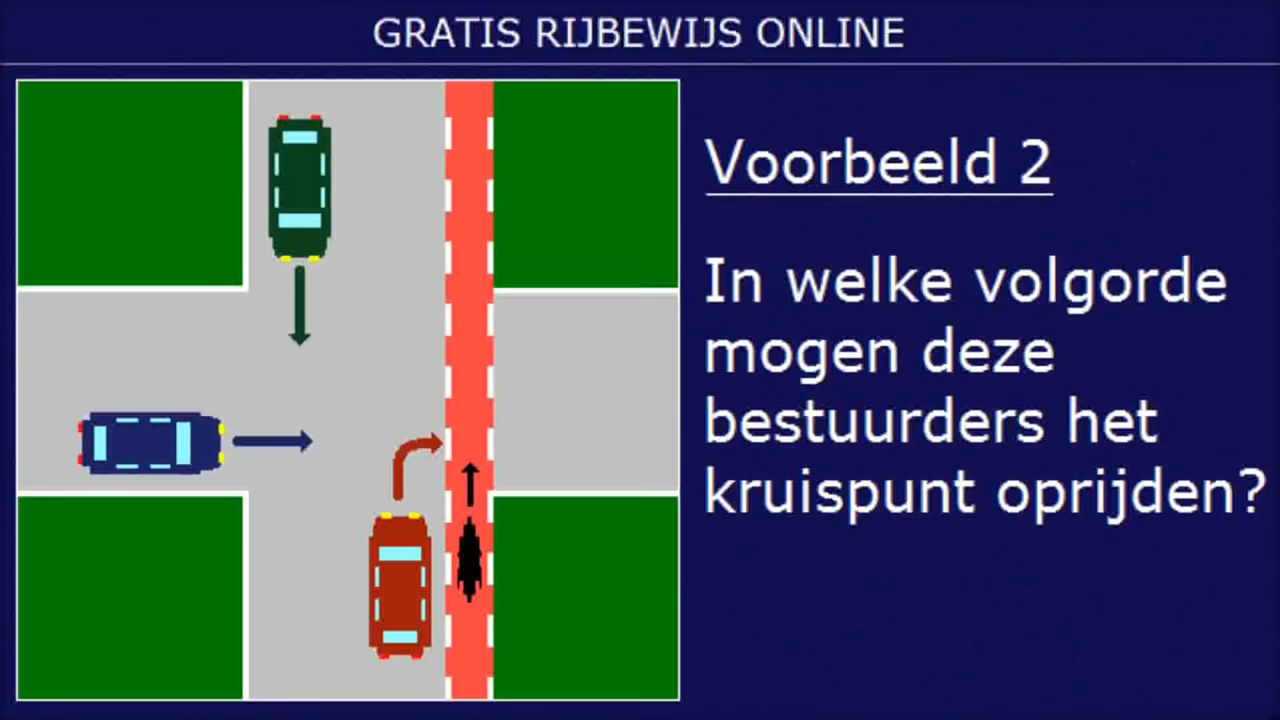 GRATIS RIJBEWIJS ONLINE
Voorbeeld 2
In welke volgorde
mogen deze
bestuurders het
kruispunt oprijden?